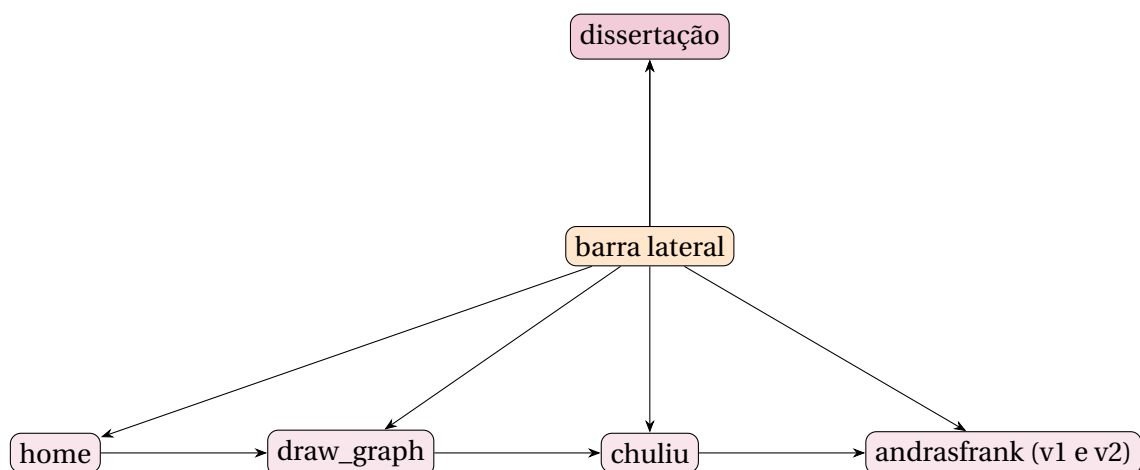 dissertação
barra lateral
home
draw_graph
chuliu
andrasfrank (v1 e v2)